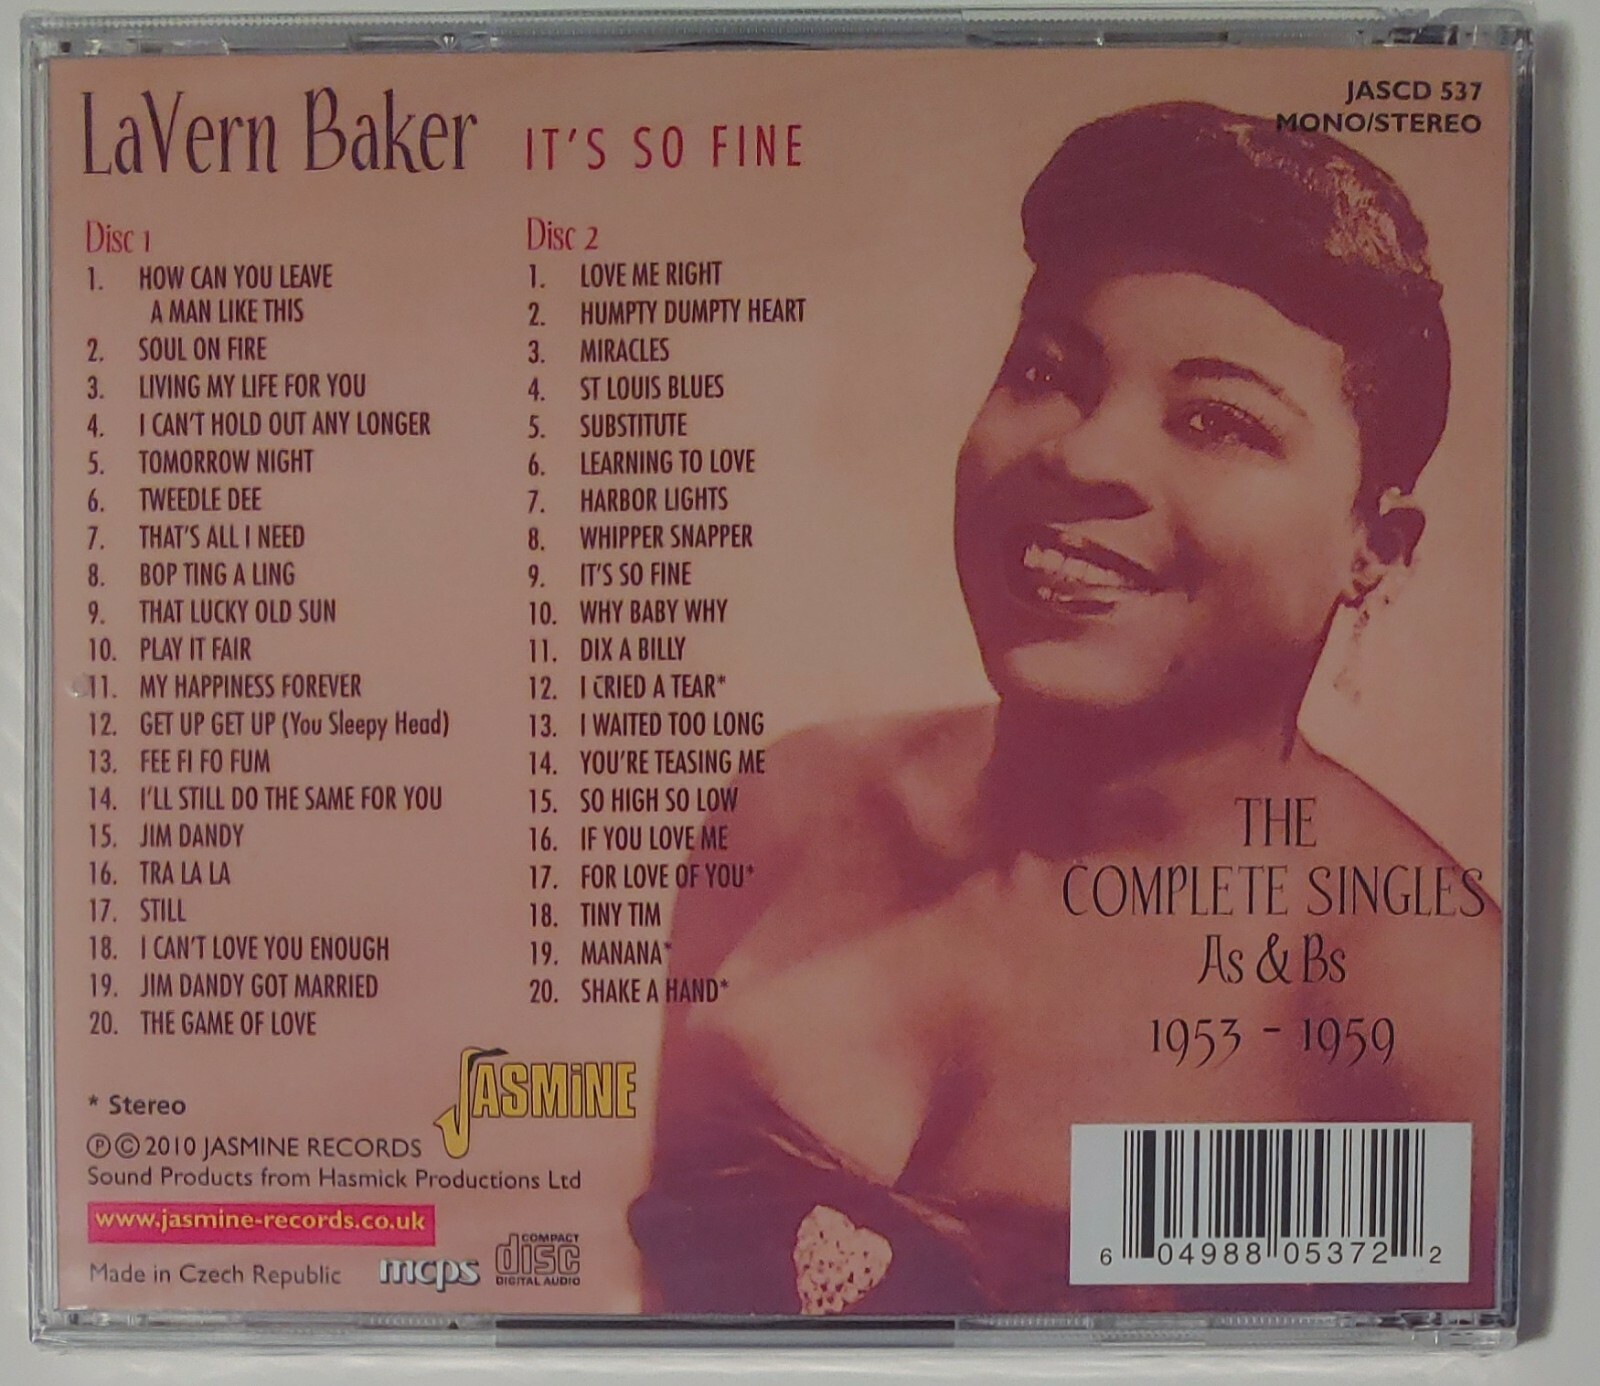 LaVern Baker IT'S SO FINE
JASCD 537
MONO/STEREO
Disc 1
1. HOW CAN YOU LEAVE
A MAN LIKE THIS
2. SOUL ON FIRE
3. LIVING MY LIFE FOR YOU
4. I CAN'T HOLD OUT ANY LONGER
5. TOMORROW NIGHT
6. TWEEDLE DEE
7. THAT'S ALL I NEED
8. BOP TING A LING
9. THAT LUCKY OLD SUN
10. PLAY IT FAIR
11. MY HAPPINESS FOREVER
12. GET UP GET UP (You Sleepy Head)
13. FEE FI FO FUM
14. I'LL STILL DO THE SAME FOR YOU
15. JIM DANDY
16. TRA LA LA
17. STILL
18. I CAN'T LOVE YOU ENOUGH
19. JIM DANDY GOT MARRIED
20. THE GAME OF LOVE
Disc 2
1. LOVE ME RIGHT
2. HUMPTY DUMPTY HEART
3. MIRACLES
4. ST LOUIS BLUES
5. SUBSTITUTE
6. LEARNING TO LOVE
7. HARBOR LIGHTS
8. WHIPPER SNAPPER
9. IT'S SO FINE
10. WHY BABY WHY
11. DIX A BILLY
12. I CRIED A TEAR*
13. I WAITED TOO LONG
14. YOU'RE TEASING ME
15. SO HIGH SO LOW
16. IF YOU LOVE ME
17. FOR LOVE OF YOU*
18. TINY TIM
19. MANANA*
20. SHAKE A HAND*
THE
COMPLETE SINGLES
As & Bs
1953 - 1959
* Stereo
JASMiNE
℗© 2010 JASMINE RECORDS
Sound Products from Hasmick Productions Ltd
www.jasmine-records.co.uk
Made in Czech Republic
mcps
COMPACT
disc
DIGITAL AUDIO
6 04988 05372 2